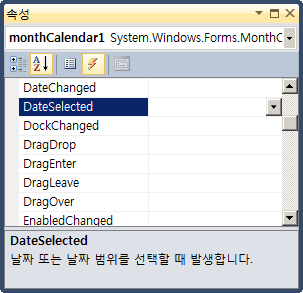 속성
monthCalendar1 System.Windows.Forms.MonthC
DateChanged
DateSelected
DockChanged
DragDrop
DragEnter
DragLeave
DragOver
EnabledChanged
DateSelected
날짜 또는 날짜 범위를 선택할 때 발생합니다.